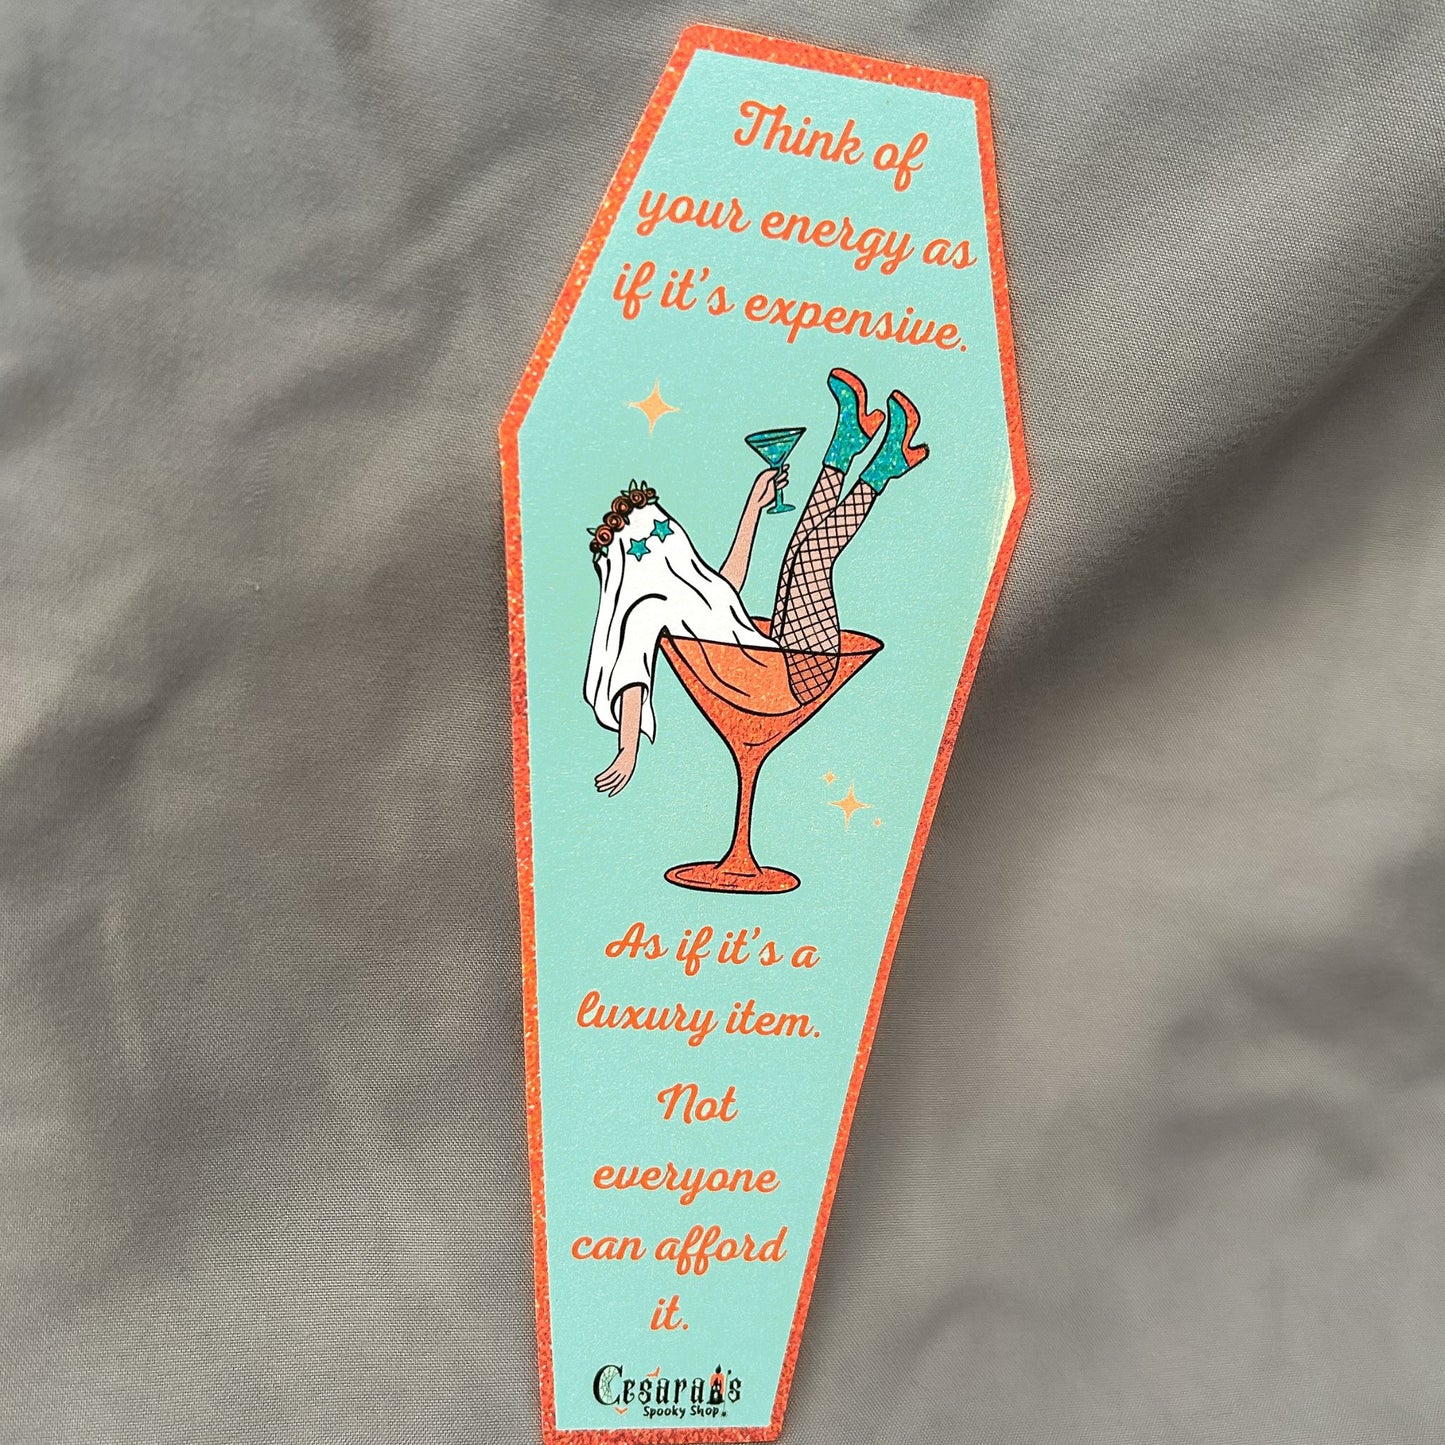 Think of
your energy as
if it's expensive.
As if it's a
luxury item.
Not
everyone
can afford
it.
Spooky Shop